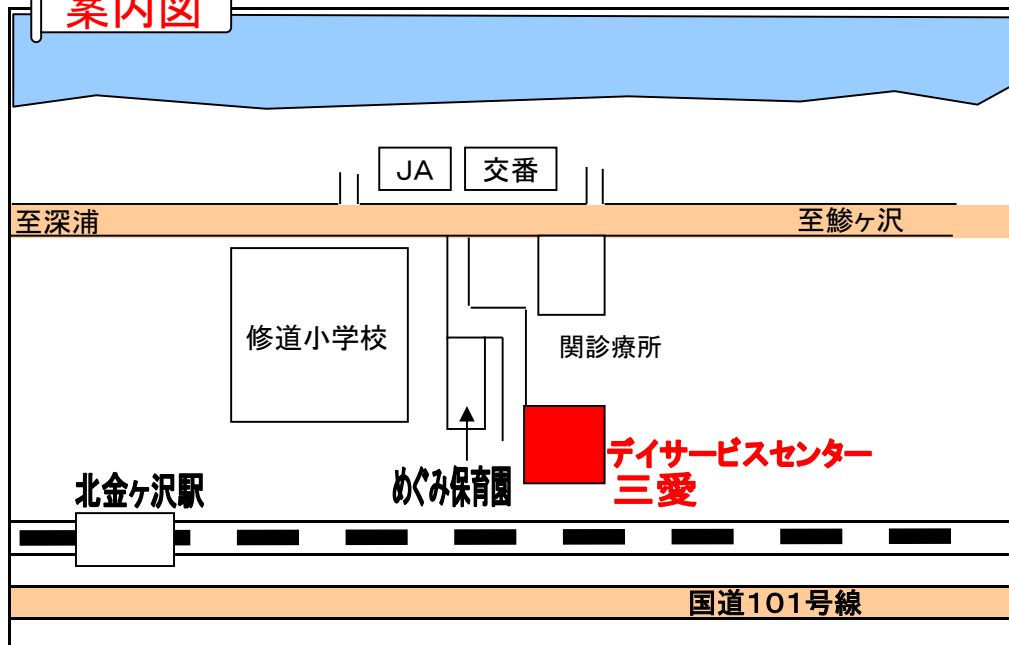 案内図
JA
交番
至深浦
至鰺ヶ沢
修道小学校
関診療所
デイサービスセンター
三愛
めぐみ保育園
北金ヶ沢駅
国道101号線